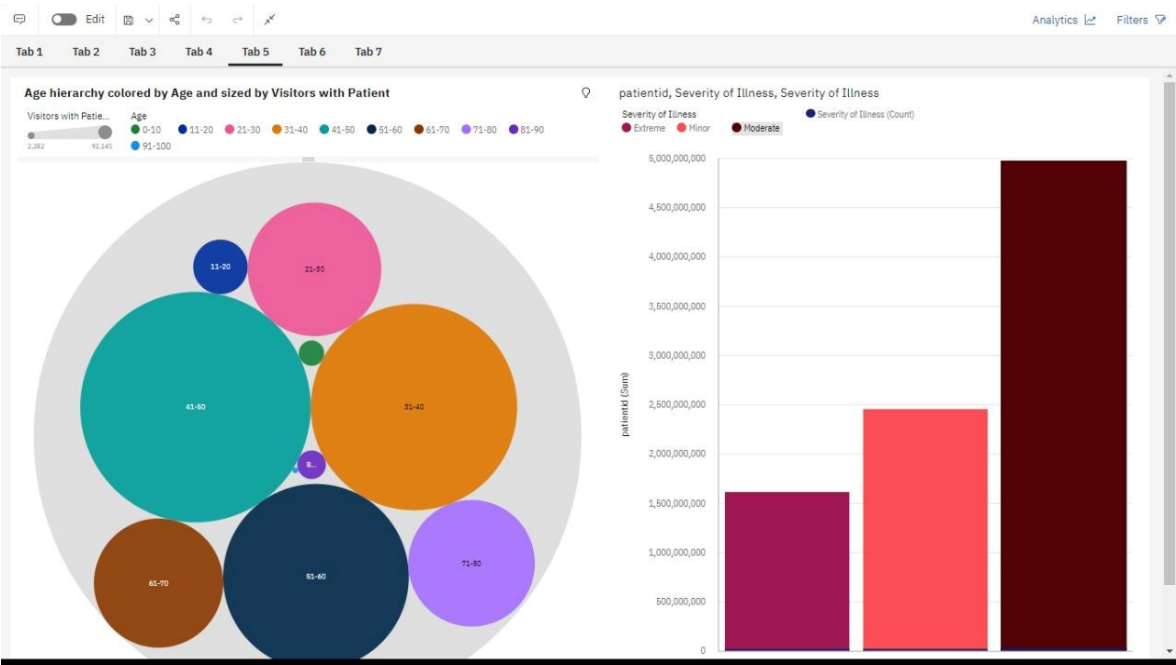 Edit
Analytics
Filters
Tab 1 Tab 2 Tab 3 Tab 4 Tab 5 Tab 6 Tab 7
Age hierarchy colored by Age and sized by Visitors with Patient
Visitors with Patie...
2,282 92,145
Age
0-10 11-20 21-30 31-40 41-50 51-60 61-70 71-80 81-90
91-100
11-20
21-30
41-50
31-40
8...
61-70
51-60
71-80
patientid, Severity of Illness, Severity of Illness
Severity of Illness
Extreme Minor Moderate
Severity of Illness (Count)
patientid (Sum)
5,000,000,000
4,500,000,000
4,000,000,000
3,500,000,000
3,000,000,000
2,500,000,000
2,000,000,000
1,500,000,000
1,000,000,000
500,000,000
0